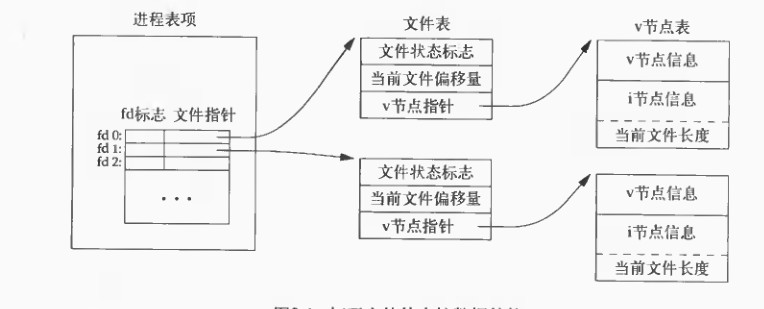 进程表项
fd标志 文件指针
fd 0:
fd 1:
fd 2:
...
文件表
文件状态标志
当前文件偏移量
v节点指针
文件状态标志
当前文件偏移量
v节点指针
v节点表
v节点信息
i节点信息
当前文件长度
v节点信息
i节点信息
当前文件长度